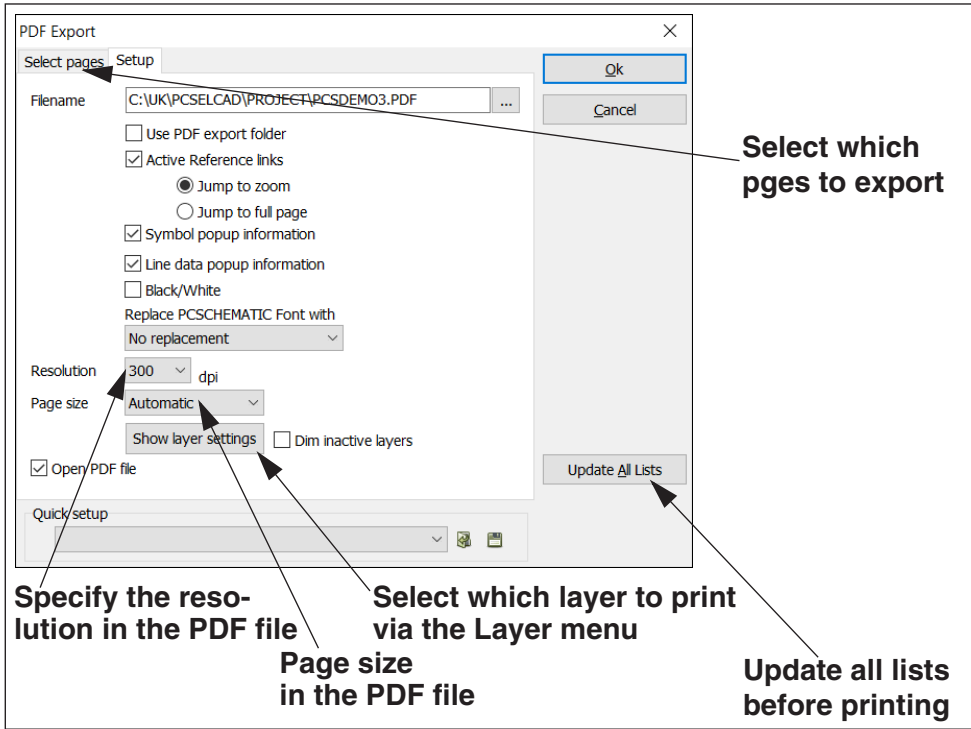 PDF Export
Select pages Setup
Ok
Filename C:\UK\PCSELCAD\PROJECT\PCSDEMO3.PDF ...
Cancel
Use PDF export folder
Active Reference links
Select which
pges to export
Jump to zoom
Jump to full page
Symbol popup information
Line data popup information
Black/White
Replace PCSCHEMATIC Font with
No replacement
Resolution 300 dpi
Page size Automatic
Show layer settings Dim inactive layers
Open PDF file
Update All Lists
Quick setup
Specify the reso-
lution in the PDF file
Select which layer to print
via the Layer menu
Page size
in the PDF file
Update all lists
before printing